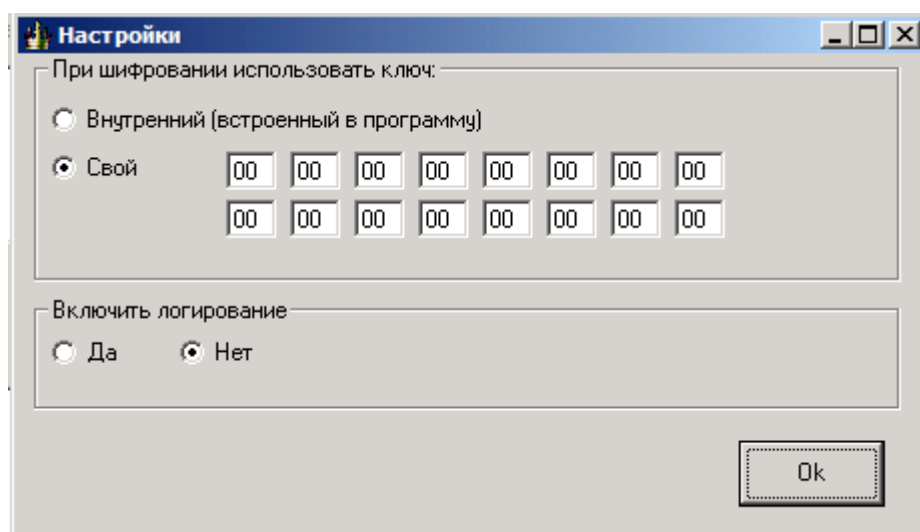 Настройки
При шифровании использовать ключ:
Внутренний (встроенный в программу)
Свой 00 00 00 00 00 00 00 00
00 00 00 00 00 00 00 00
Включить логирование
Да Нет
Ok